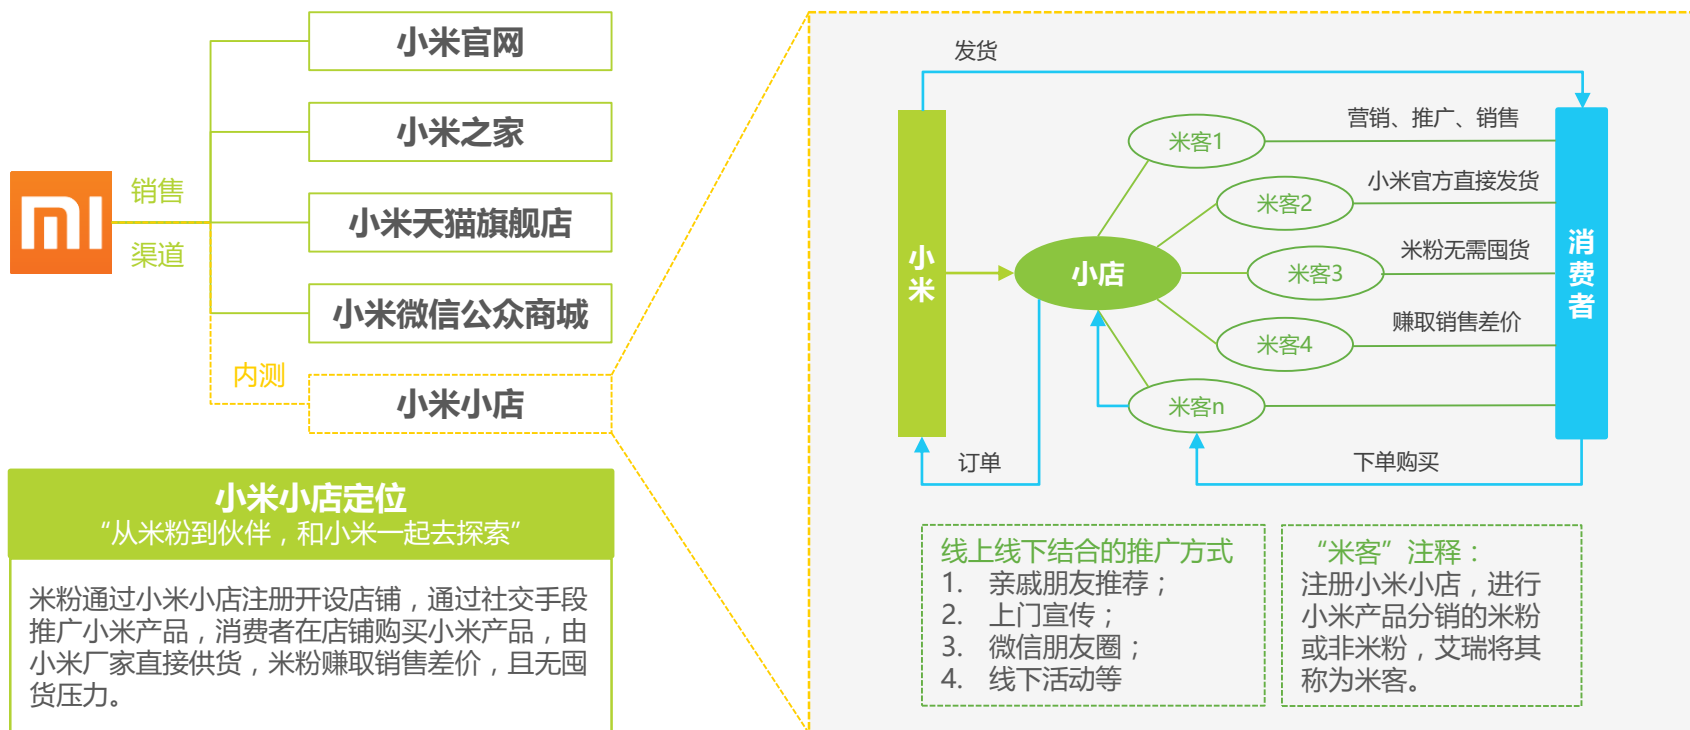 小米官网
小米之家
小米天猫旗舰店
小米微信公众商城
小米小店
mi
销售
渠道
内测
小米小店定位
“从米粉到伙伴，和小米一起去探索”
米粉通过小米小店注册开设店铺，通过社交手段
推广小米产品，消费者在店铺购买小米产品，由
小米厂家直接供货，米粉赚取销售差价，且无囤
货压力。
发货
小米
小店
米客1
米客2
米客3
米客4
米客n
营销、推广、销售
小米官方直接发货
米粉无需囤货
赚取销售差价
消费者
订单
下单购买
线上线下结合的推广方式
1. 亲戚朋友推荐；
2. 上门宣传；
3. 微信朋友圈；
4. 线下活动等
“米客”注释：
注册小米小店，进行
小米产品分销的米粉
或非米粉，艾瑞将其
称为米客。